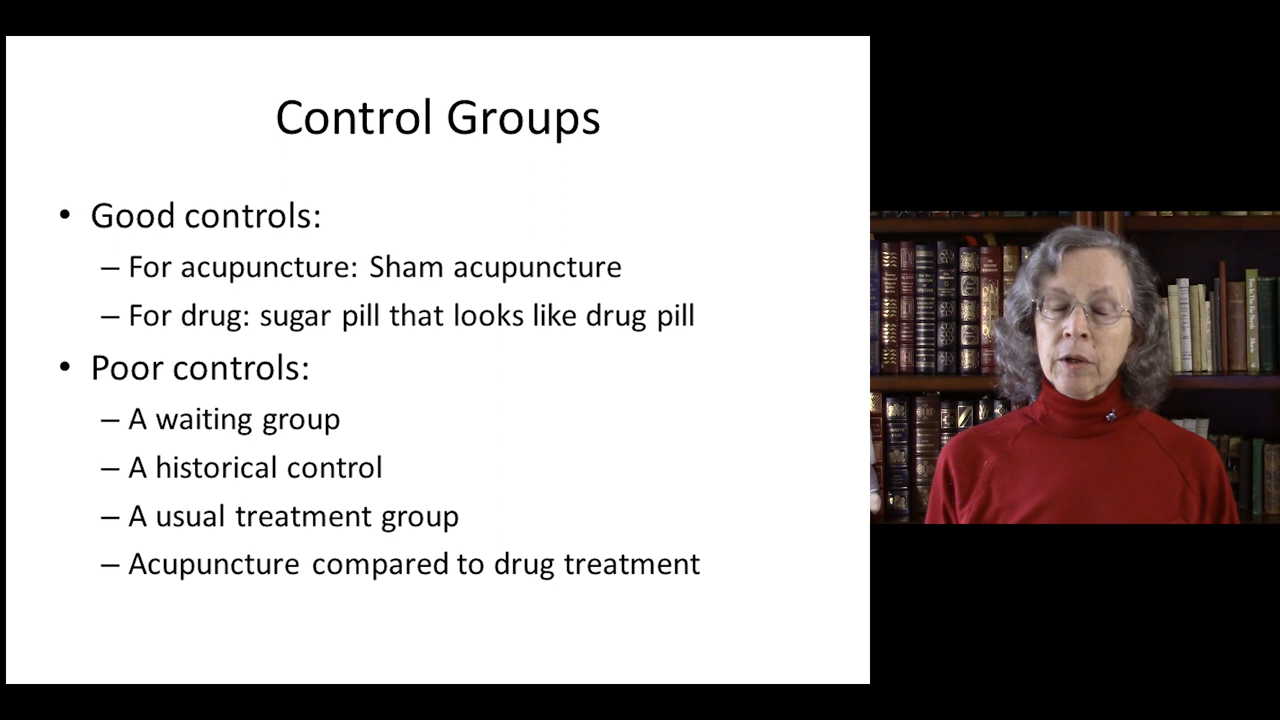 Control Groups
• Good controls:
– For acupuncture: Sham acupuncture
– For drug: sugar pill that looks like drug pill
• Poor controls:
– A waiting group
– A historical control
– A usual treatment group
– Acupuncture compared to drug treatment